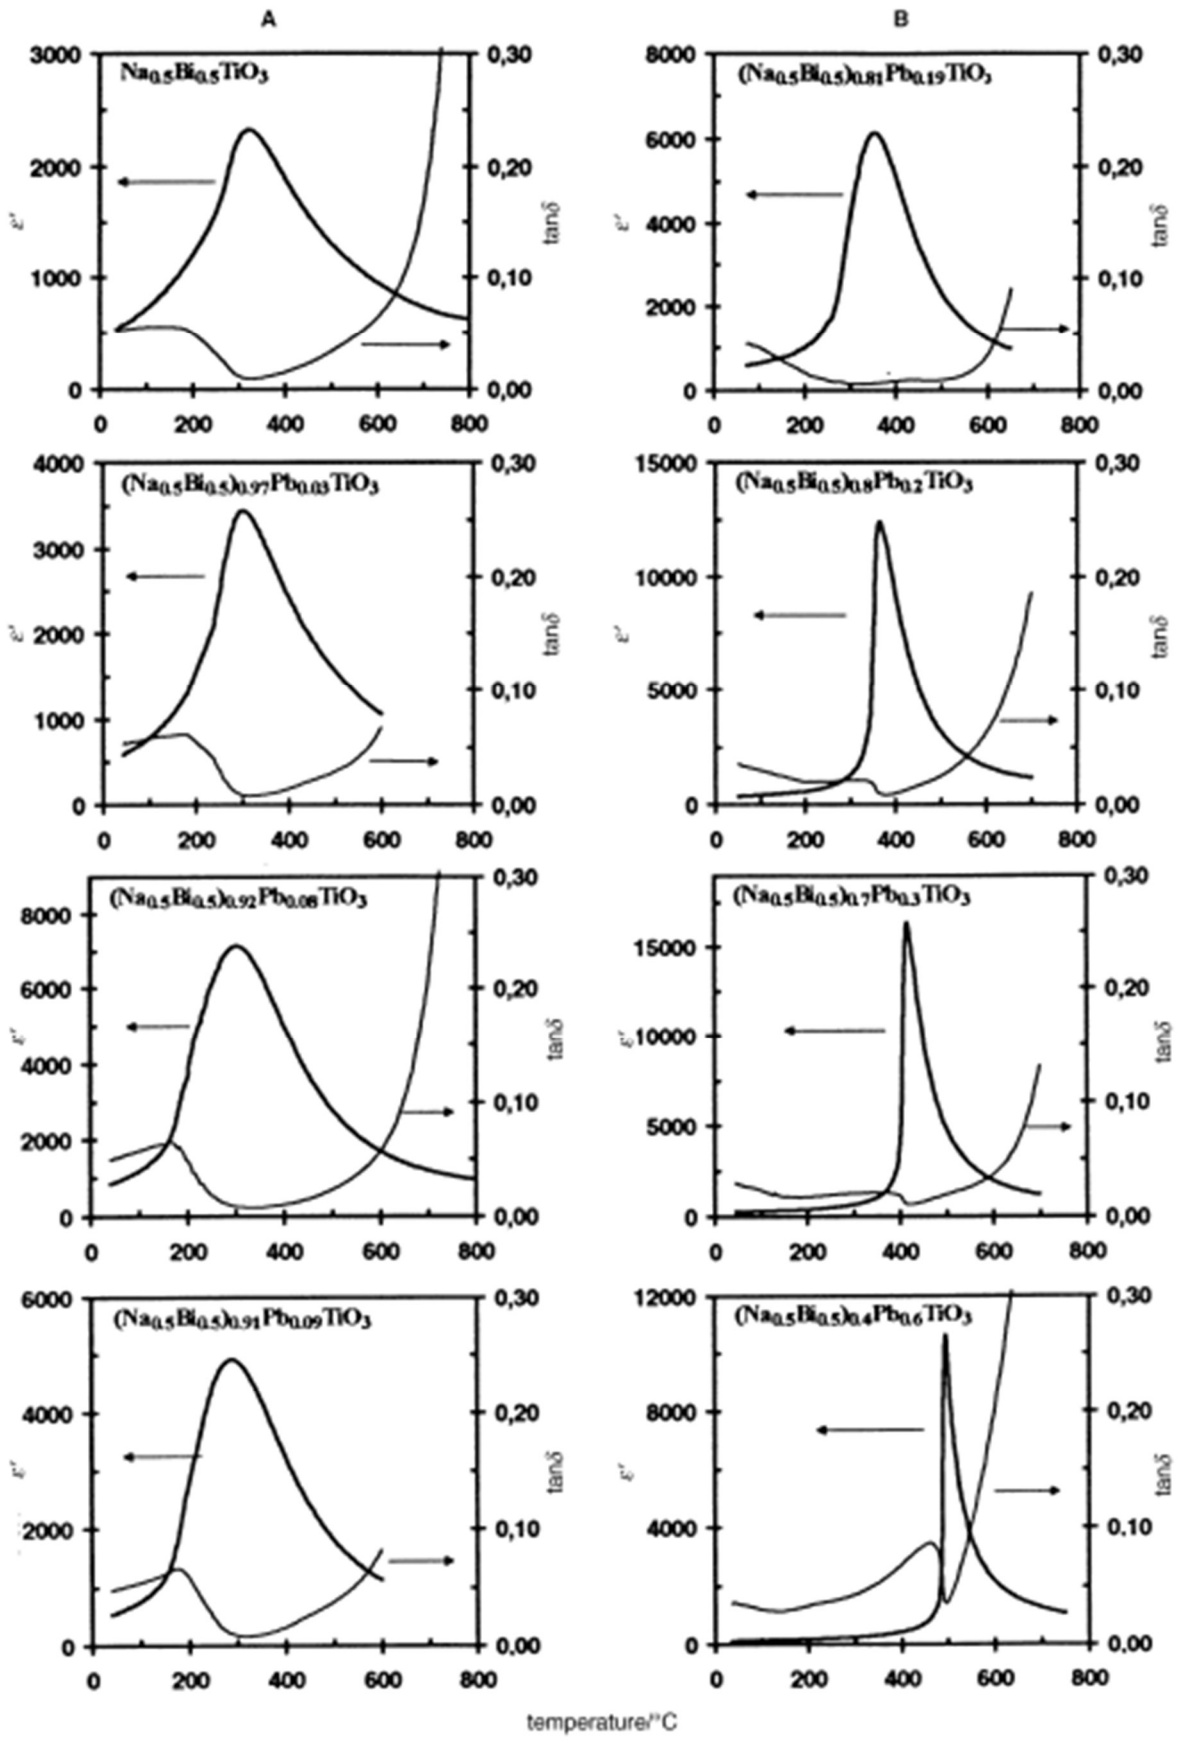 A
B
3000
0,30
Na0.5Bi0.5TiO3
2000
0,20
1000
0,10
0
0,00
0 200 400 600 800
ε'
tanδ
8000
0,30
(Na0.5Bi0.5)0.81Pb0.19TiO3
6000
0,20
4000
0,10
2000
0
0,00
0 200 400 600 800
ε'
tanδ
4000
0,30
(Na0.5Bi0.5)0.97Pb0.03TiO3
3000
0,20
2000
0,10
1000
0
0,00
0 200 400 600 800
ε'
tanδ
15000
0,30
(Na0.5Bi0.5)0.8Pb0.2TiO3
10000
0,20
5000
0,10
0
0,00
0 200 400 600 800
ε'
tanδ
0,30
(Na0.5Bi0.5)0.92Pb0.08TiO3
8000
6000
0,20
4000
0,10
2000
0
0,00
0 200 400 600 800
ε'
tanδ
0,30
(Na0.5Bi0.5)0.7Pb0.3TiO3
15000
0,20
10000
0,10
5000
0
0,00
0 200 400 600 800
ε'
tanδ
6000
0,30
(Na0.5Bi0.5)0.91Pb0.09TiO3
4000
0,20
2000
0,10
0
0,00
0 200 400 600 800
ε'
tanδ
12000
0,30
(Na0.5Bi0.5)0.4Pb0.6TiO3
8000
0,20
4000
0,10
0
0,00
0 200 400 600 800
ε'
tanδ
temperature/°C